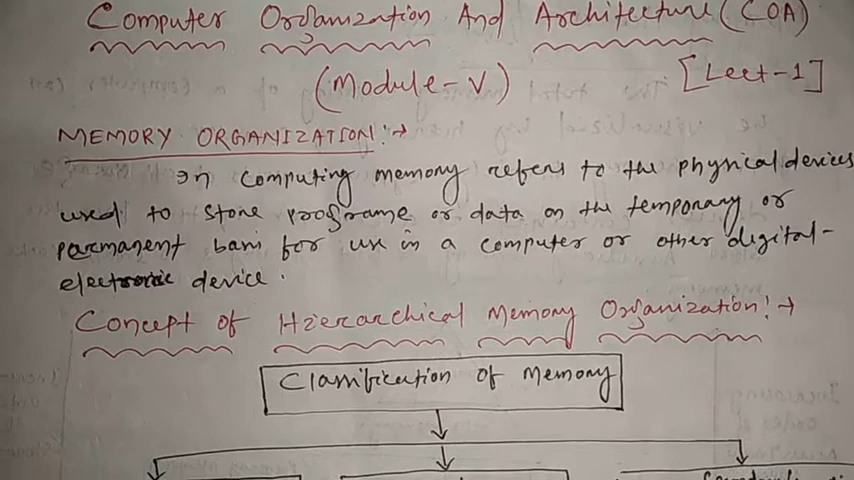 Computer Organization And Architecture (COA)
(Module-V) [Lect-1]
MEMORY ORGANIZATION:→
In Computing memory refers to the physical devices
used to store programe or data on the temporary or
permanent basis for use in a computer or other digital-
electronic device.
Concept of Hierarchical Memory Organization:→
Classification of Memory